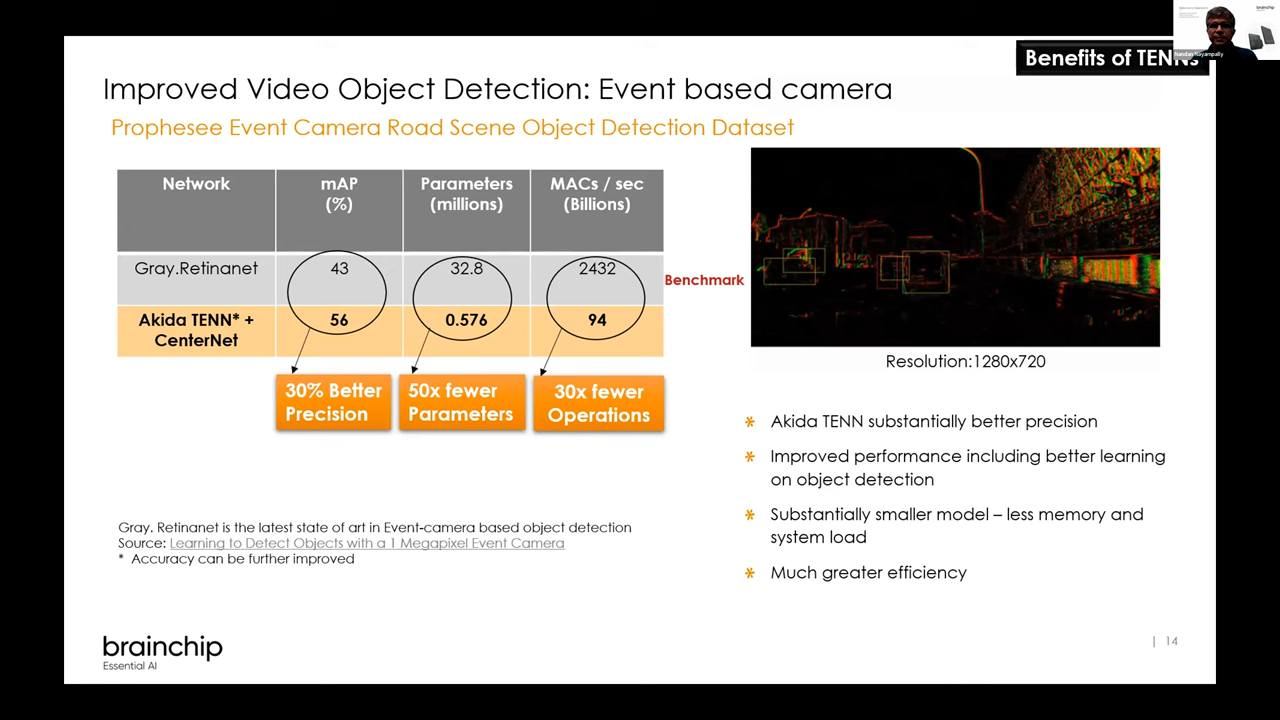 Benefits of TENNs
Nandan Nayampally
brainchip
Improved Video Object Detection: Event based camera
Prophesee Event Camera Road Scene Object Detection Dataset
Network mAP (%) Parameters (millions) MACs / sec (Billions)
Gray.Retinanet 43 32.8 2432
Benchmark
Akida TENN* + CenterNet 56 0.576 94
30% Better Precision
50x fewer Parameters
30x fewer Operations
Resolution:1280x720
* Akida TENN substantially better precision
* Improved performance including better learning
on object detection
* Substantially smaller model – less memory and
system load
* Much greater efficiency
Gray. Retinanet is the latest state of art in Event-camera based object detection
Source: Learning to Detect Objects with a 1 Megapixel Event Camera
* Accuracy can be further improved
brainchip
Essential AI
| 14